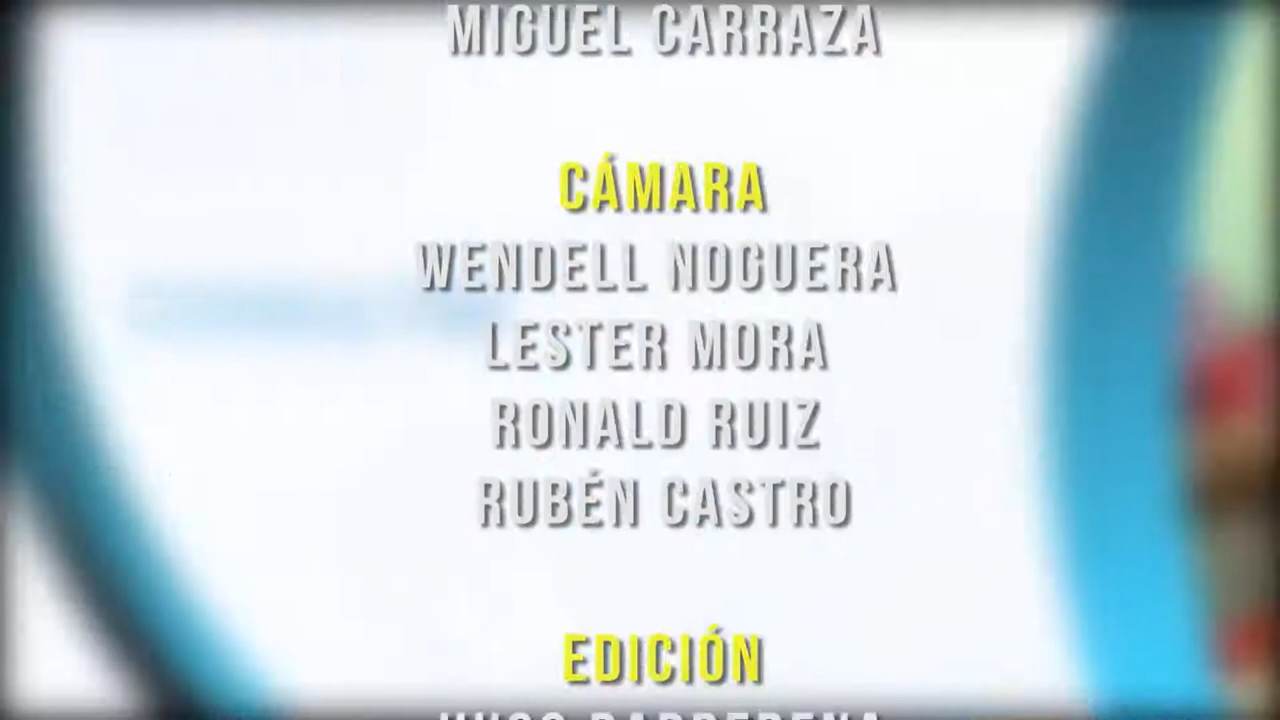 MIGUEL CARRAZA
CÁMARA
WENDELL NOGUERA
LESTER MORA
RONALD RUIZ
RUBÉN CASTRO
EDICIÓN